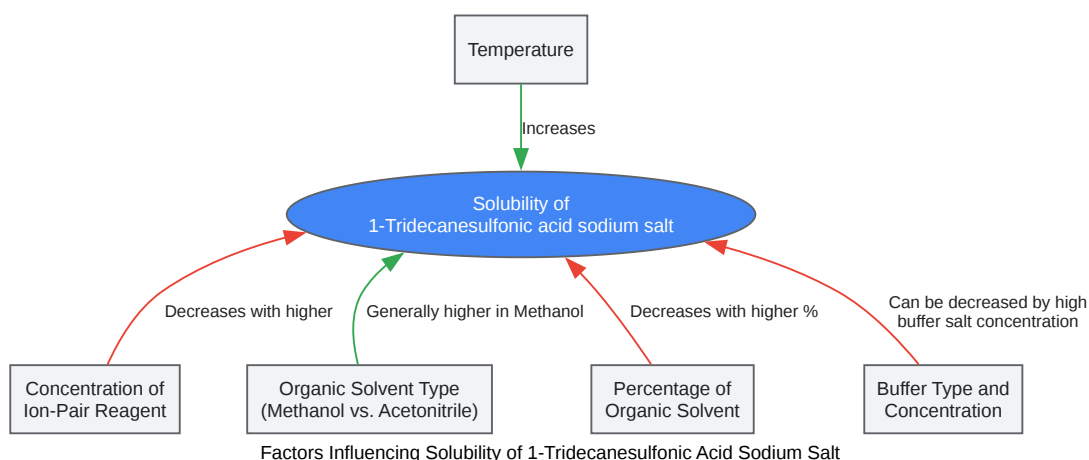 Temperature
Increases
Solubility of
1-Tridecanesulfonic acid sodium salt
Decreases with higher
Generally higher in Methanol
Decreases with higher %
Can be decreased by high
buffer salt concentration
Concentration of
Ion-Pair Reagent
Organic Solvent Type
(Methanol vs. Acetonitrile)
Percentage of
Organic Solvent
Buffer Type and
Concentration
Factors Influencing Solubility of 1-Tridecanesulfonic Acid Sodium Salt